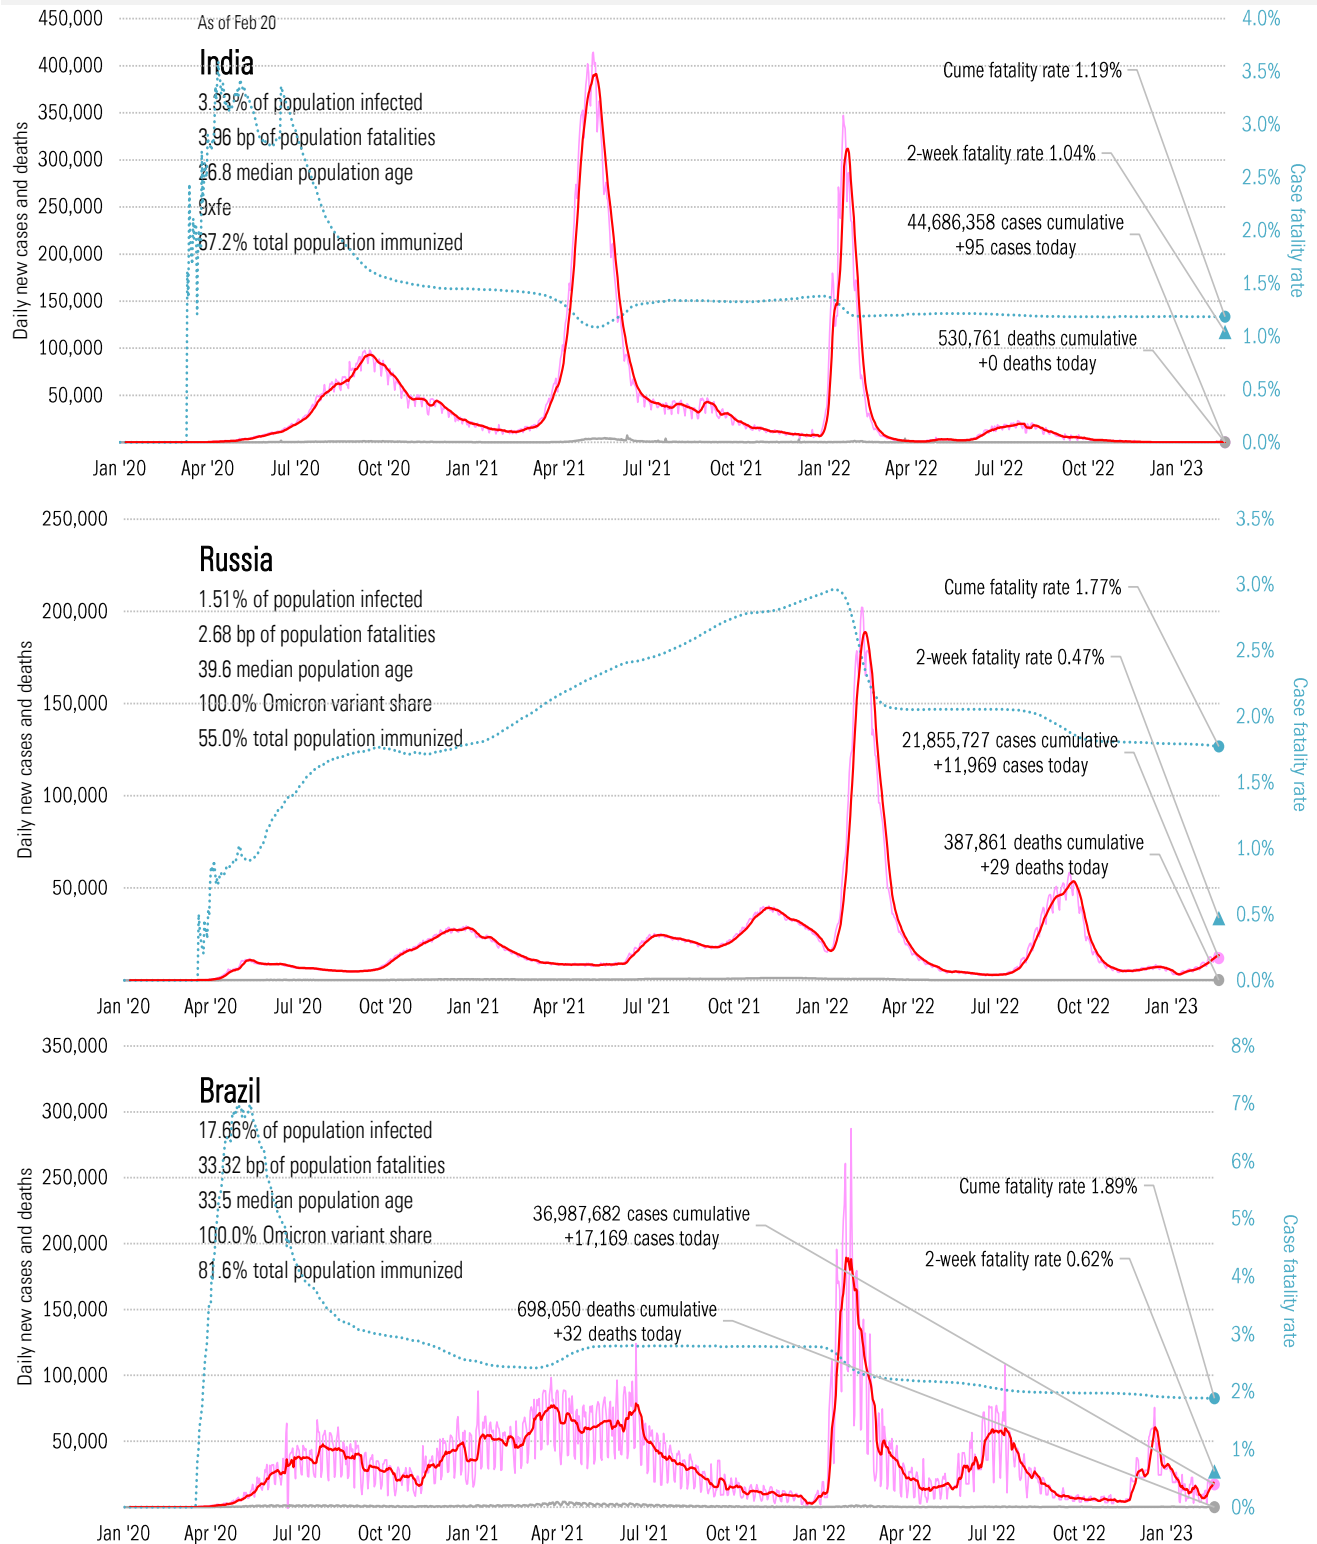 As of Feb 20
India
3.33% of population infected
3.96 bp of population fatalities
26.8 median population age
9xfe
67.2% total population immunized
Cume fatality rate 1.19%
2-week fatality rate 1.04%
44,686,358 cases cumulative
+95 cases today
530,761 deaths cumulative
+0 deaths today
Daily new cases and deaths
450,000
400,000
350,000
300,000
250,000
200,000
150,000
100,000
50,000
Case fatality rate
4.0%
3.5%
3.0%
2.5%
2.0%
1.5%
1.0%
0.5%
0.0%
Jan '20 Apr '20 Jul '20 Oct '20 Jan '21 Apr '21 Jul '21 Oct '21 Jan '22 Apr '22 Jul '22 Oct '22 Jan '23
Russia
1.51% of population infected
2.68 bp of population fatalities
39.6 median population age
100.0% Omicron variant share
55.0% total population immunized
Cume fatality rate 1.77%
2-week fatality rate 0.47%
21,855,727 cases cumulative
+11,969 cases today
387,861 deaths cumulative
+29 deaths today
Daily new cases and deaths
250,000
200,000
150,000
100,000
50,000
Case fatality rate
3.5%
3.0%
2.5%
2.0%
1.5%
1.0%
0.5%
0.0%
Jan '20 Apr '20 Jul '20 Oct '20 Jan '21 Apr '21 Jul '21 Oct '21 Jan '22 Apr '22 Jul '22 Oct '22 Jan '23
Brazil
17.66% of population infected
33.32 bp of population fatalities
33.5 median population age
100.0% Omicron variant share
81.6% total population immunized
36,987,682 cases cumulative
+17,169 cases today
698,050 deaths cumulative
+32 deaths today
Cume fatality rate 1.89%
2-week fatality rate 0.62%
Daily new cases and deaths
350,000
300,000
250,000
200,000
150,000
100,000
50,000
Case fatality rate
8%
7%
6%
5%
4%
3%
2%
1%
0%
Jan '20 Apr '20 Jul '20 Oct '20 Jan '21 Apr '21 Jul '21 Oct '21 Jan '22 Apr '22 Jul '22 Oct '22 Jan '23